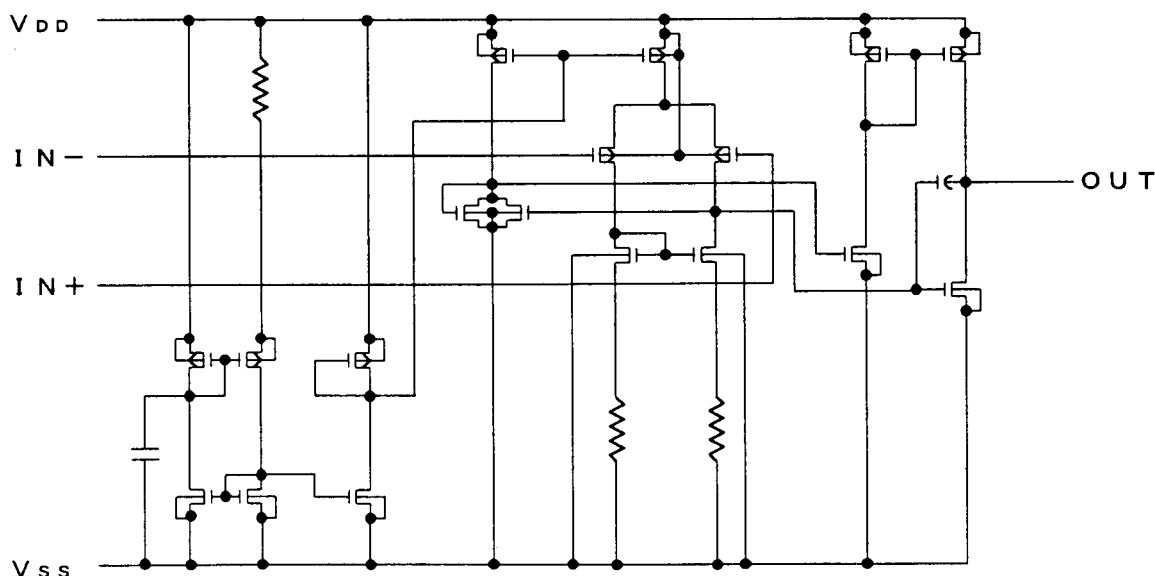 VDD
IN-
OUT
IN+
VSS